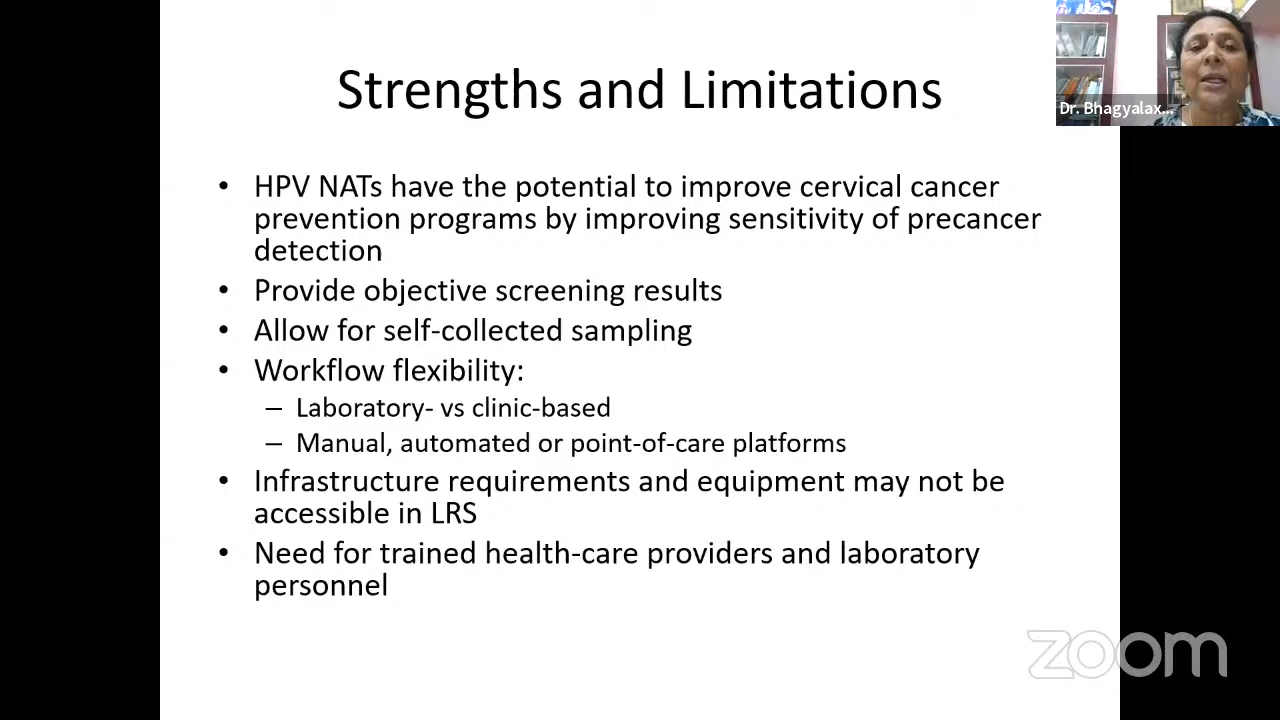 Strengths and Limitations
Dr. Bhagyalax...
• HPV NATs have the potential to improve cervical cancer
prevention programs by improving sensitivity of precancer
detection
• Provide objective screening results
• Allow for self-collected sampling
• Workflow flexibility:
– Laboratory- vs clinic-based
– Manual, automated or point-of-care platforms
• Infrastructure requirements and equipment may not be
accessible in LRS
• Need for trained health-care providers and laboratory
personnel
zoom